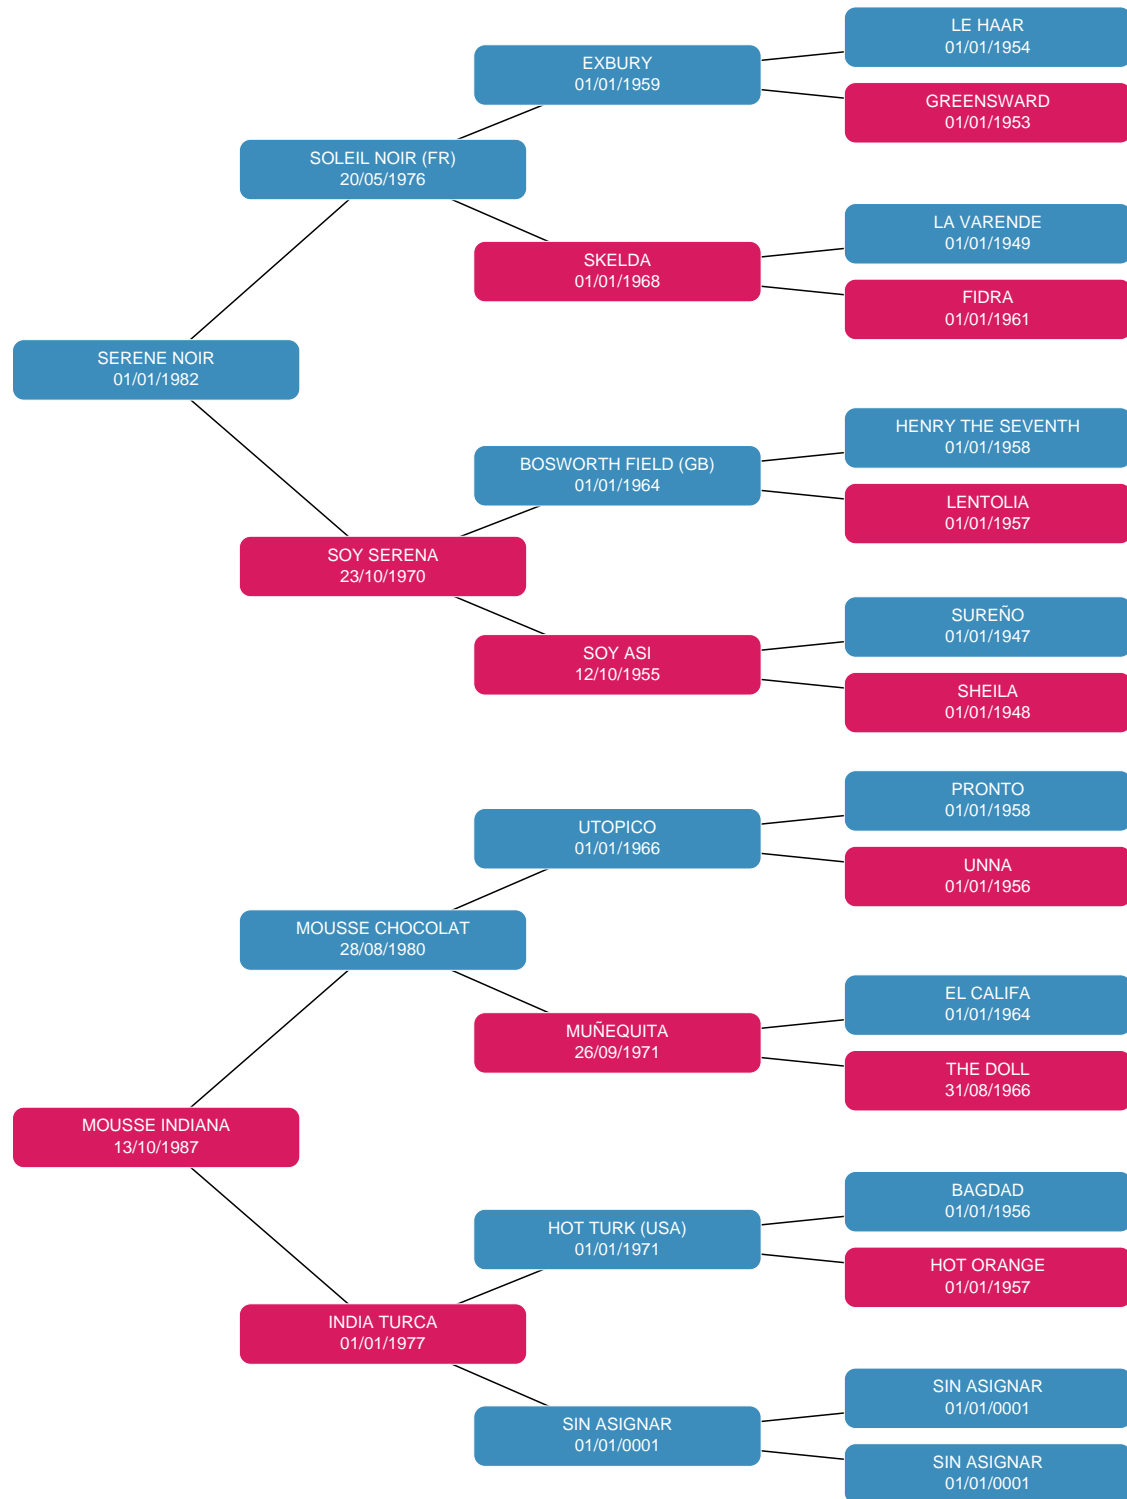 LE HAAR
01/01/1954
EXBURY
01/01/1959
GREENSWARD
01/01/1953
SOLEIL NOIR (FR)
20/05/1976
LA VARENDE
01/01/1949
SKELDA
01/01/1968
FIDRA
01/01/1961
SERENE NOIR
01/01/1982
HENRY THE SEVENTH
01/01/1958
BOSWORTH FIELD (GB)
01/01/1964
LENTOLIA
01/01/1957
SOY SERENA
23/10/1970
SUREÑO
01/01/1947
SOY ASI
12/10/1955
SHEILA
01/01/1948
PRONTO
01/01/1958
UTOPICO
01/01/1966
UNNA
01/01/1956
MOUSSE CHOCOLAT
28/08/1980
EL CALIFA
01/01/1964
MUÑEQUITA
26/09/1971
THE DOLL
31/08/1966
MOUSSE INDIANA
13/10/1987
BAGDAD
01/01/1956
HOT TURK (USA)
01/01/1971
HOT ORANGE
01/01/1957
INDIA TURCA
01/01/1977
SIN ASIGNAR
01/01/0001
SIN ASIGNAR
01/01/0001
SIN ASIGNAR
01/01/0001